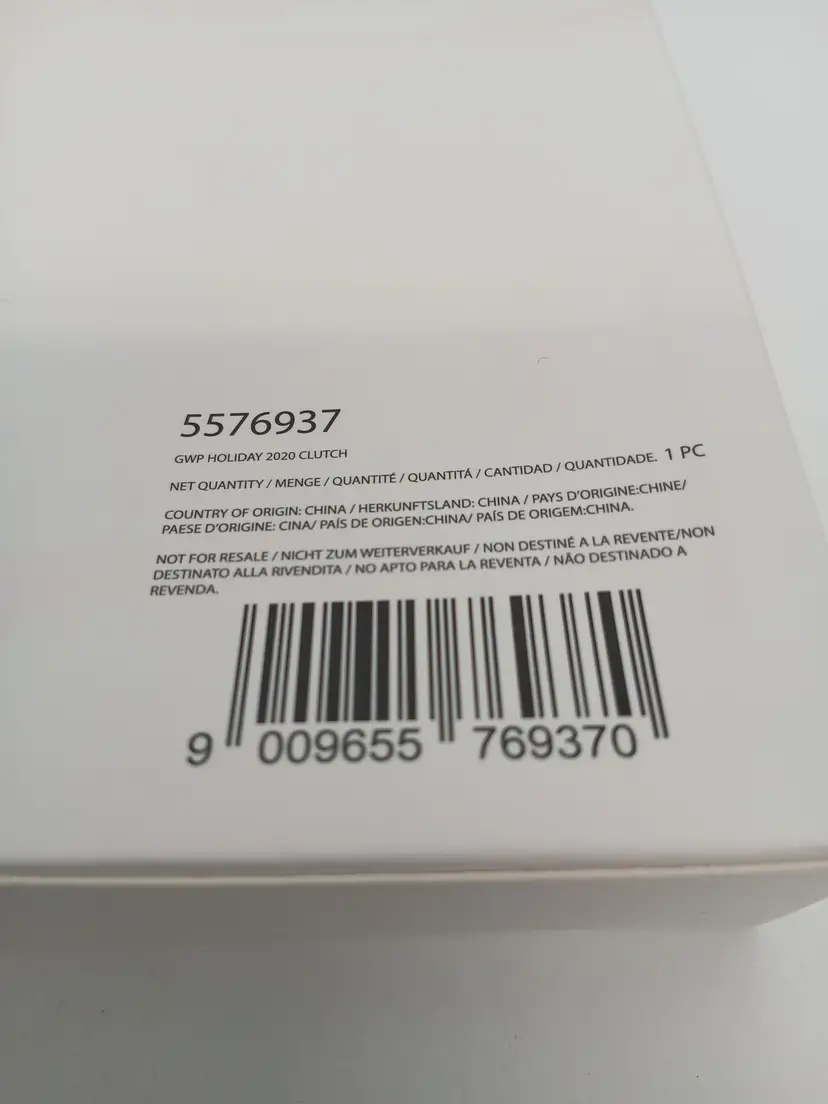 5576937
GWP HOLIDAY 2020 CLUTCH
NET QUANTITY / MENGE / QUANTITÉ / QUANTITÁ / CANTIDAD / QUANTIDADE. 1 PC
COUNTRY OF ORIGIN: CHINA / HERKUNFTSLAND: CHINA / PAYS D'ORIGINE:CHINE/
PAESE D'ORIGINE: CINA/ PAÍS DE ORIGEN:CHINA/ PAÍS DE ORIGEM:CHINA.
NOT FOR RESALE / NICHT ZUM WEITERVERKAUF / NON DESTINÉ A LA REVENTE/NON
DESTINATO ALLA RIVENDITA / NO APTO PARA LA REVENTA / NÃO DESTINADO A
REVENDA.
9 009655 769370